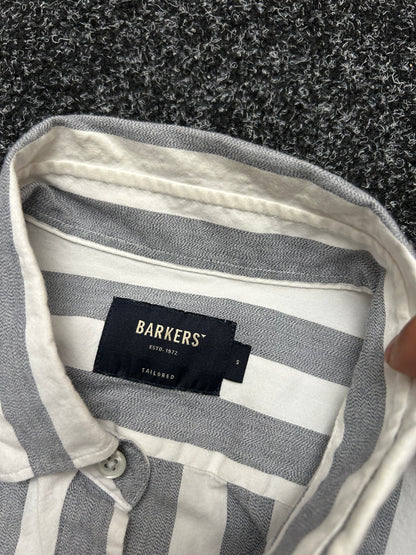 BARKERS
ESTD. 1972
TAILORED
S